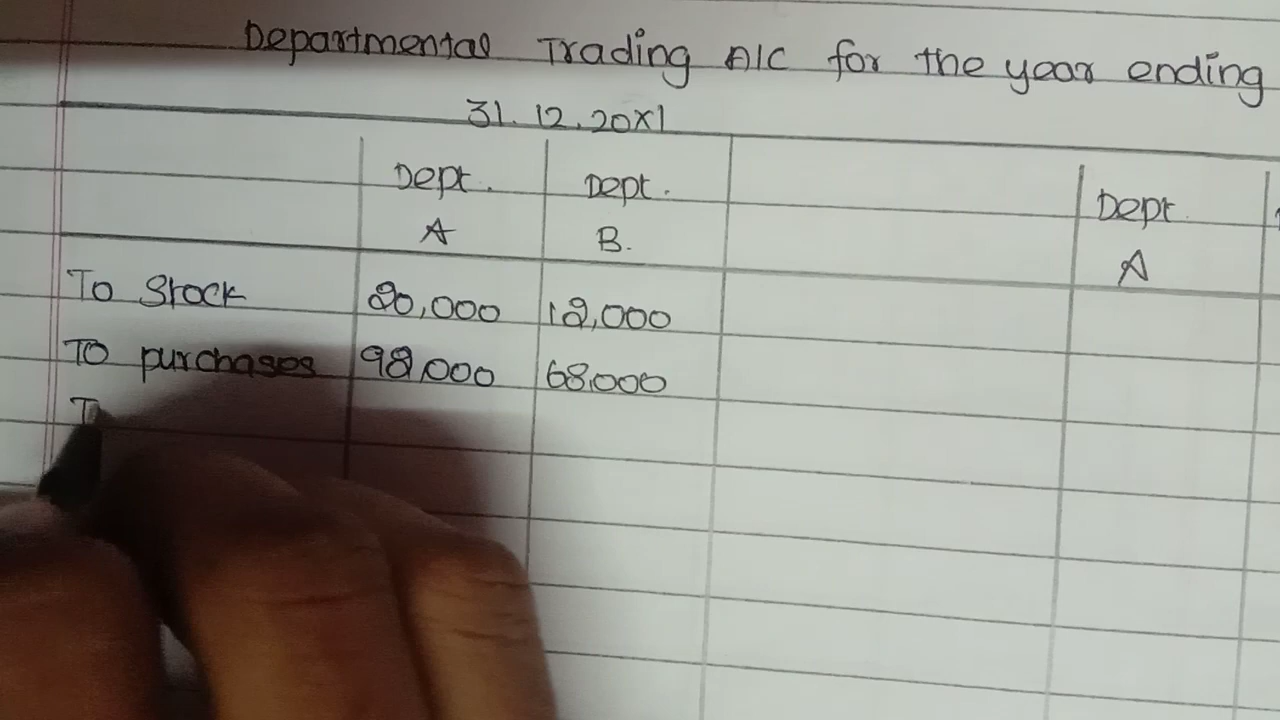 Departmental Trading A/C for the year ending
31.12.20X1
Dept. Dept. Dept
A B. A
To Stock 20,000 12,000
To purchases 98,000 68,000
T